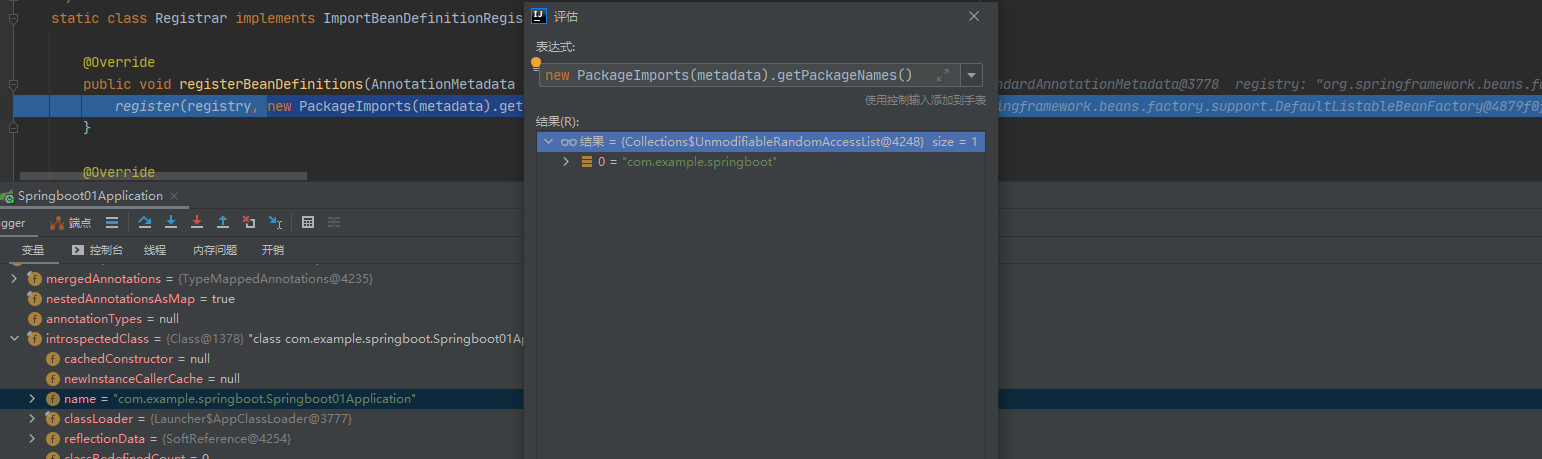 static class Registrar implements ImportBeanDefinitionRegis
@Override
public void registerBeanDefinitions(AnnotationMetadata
register(registry, new PackageImports(metadata).get
}
@Override
评估
表达式:
new PackageImports(metadata).getPackageNames()
使用控制输入添加到手表
结果(R):
结果 = {Collections$UnmodifiableRandomAccessList@4248} size = 1
0 = "com.example.springboot"
ndardAnnotationMetadata@3778 registry: "org.springframework.beans.fa
ingframework.beans.factory.support.DefaultListableBeanFactory@4879f0
Springboot01Application
gger
端点
变量
控制台
线程
内存问题
开销
mergedAnnotations = {TypeMappedAnnotations@4235}
nestedAnnotationsAsMap = true
annotationTypes = null
introspectedClass = {Class@1378} "class com.example.springboot.Springboot01Ap
cachedConstructor = null
newInstanceCallerCache = null
name = "com.example.springboot.Springboot01Application"
classLoader = {Launcher$AppClassLoader@3777}
reflectionData = {SoftReference@4254}
classRedefinedCount = 0